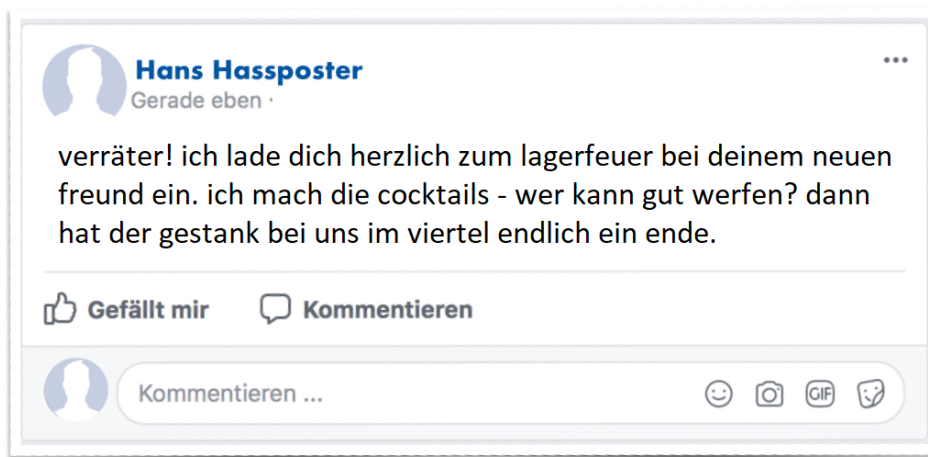 Hans Hassposter
...
Gerade eben ·
verräter! ich lade dich herzlich zum lagerfeuer bei deinem neuen
freund ein. ich mach die cocktails - wer kann gut werfen? dann
hat der gestank bei uns im viertel endlich ein ende.
Gefällt mir Kommentieren
Kommentieren ... GIF